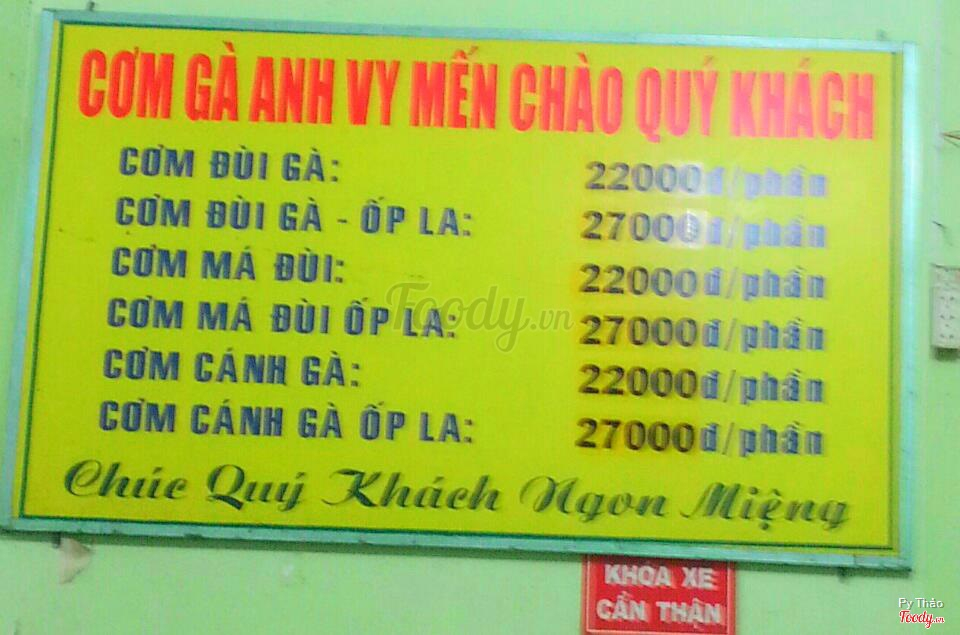 CƠM GÀ ANH VY MẾN CHÀO QUÝ KHÁCH
CƠM ĐÙI GÀ: 22000đ/phần
CƠM ĐÙI GÀ - ỐP LA: 27000đ/phần
CƠM MÁ ĐÙI: 22000đ/phần
CƠM MÁ ĐÙI ỐP LA: 27000đ/phần
CƠM CÁNH GÀ: 22000đ/phần
CƠM CÁNH GÀ ỐP LA: 27000đ/phần
Chúc Quý Khách Ngon Miệng
Foody.vn
KHÓA XE
CẨN THẬN
Py Thảo
Foody.vn